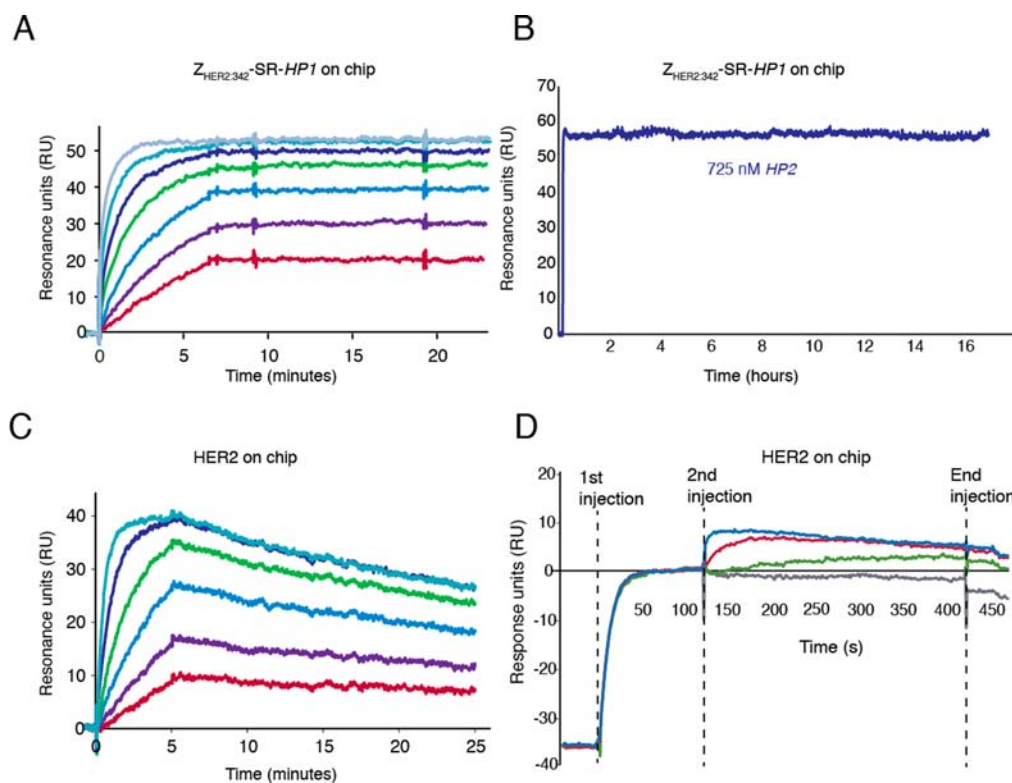 A
Z_HER2:342-SR-HP1 on chip
Resonance units (RU)
50
40
30
20
10
0
0
5
10
15
20
Time (minutes)
B
Z_HER2:342-SR-HP1 on chip
Resonance units (RU)
70
60
50
40
30
20
10
0
725 nM HP2
2
4
6
8
10
12
14
16
Time (hours)
C
HER2 on chip
Resonance units (RU)
40
30
20
10
0
0
5
10
15
20
25
Time (minutes)
D
HER2 on chip
1st
injection
2nd
injection
End
injection
Response units (RU)
20
10
0
-10
-20
-30
-40
50
100
150
200
250
300
350
400
450
Time (s)